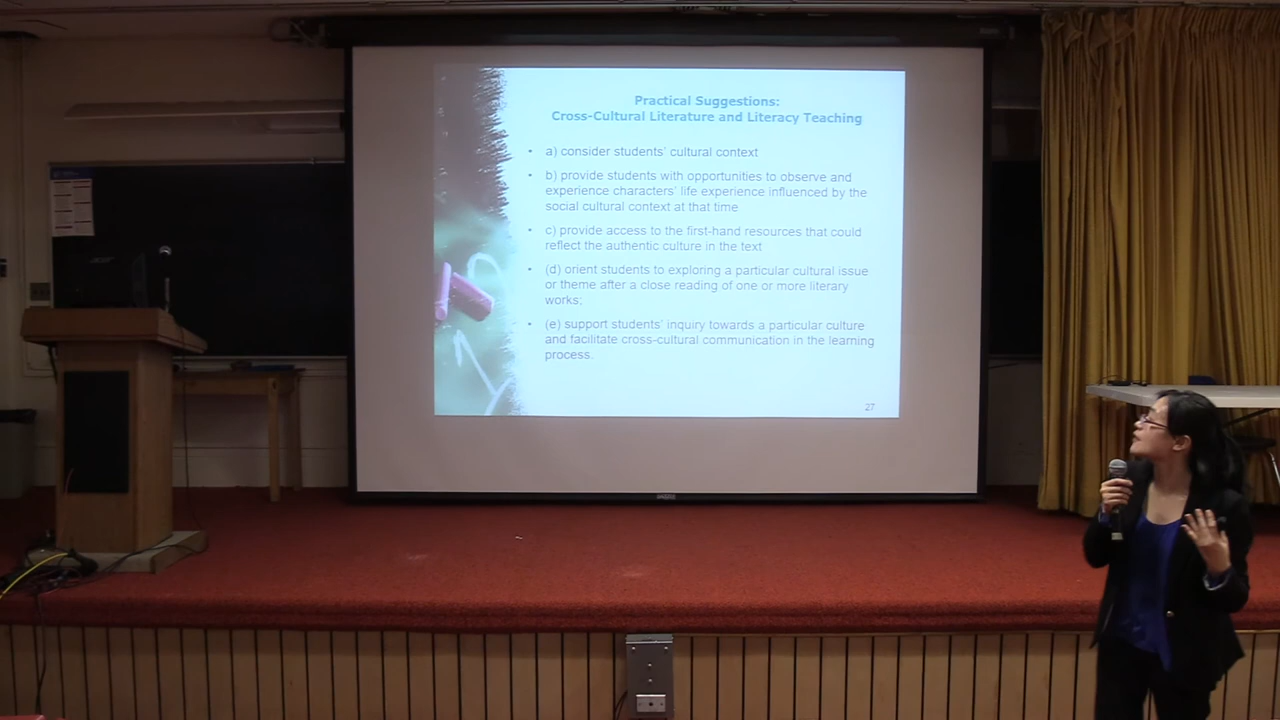 Practical Suggestions:
Cross-Cultural Literature and Literacy Teaching
• a) consider students' cultural context
• b) provide students with opportunities to observe and
experience characters' life experience influenced by the
social cultural context at that time
• c) provide access to the first-hand resources that could
reflect the authentic culture in the text
• (d) orient students to exploring a particular cultural issue
or theme after a close reading of one or more literary
works;
• (e) support students' inquiry towards a particular culture
and facilitate cross-cultural communication in the learning
process.
27
acer